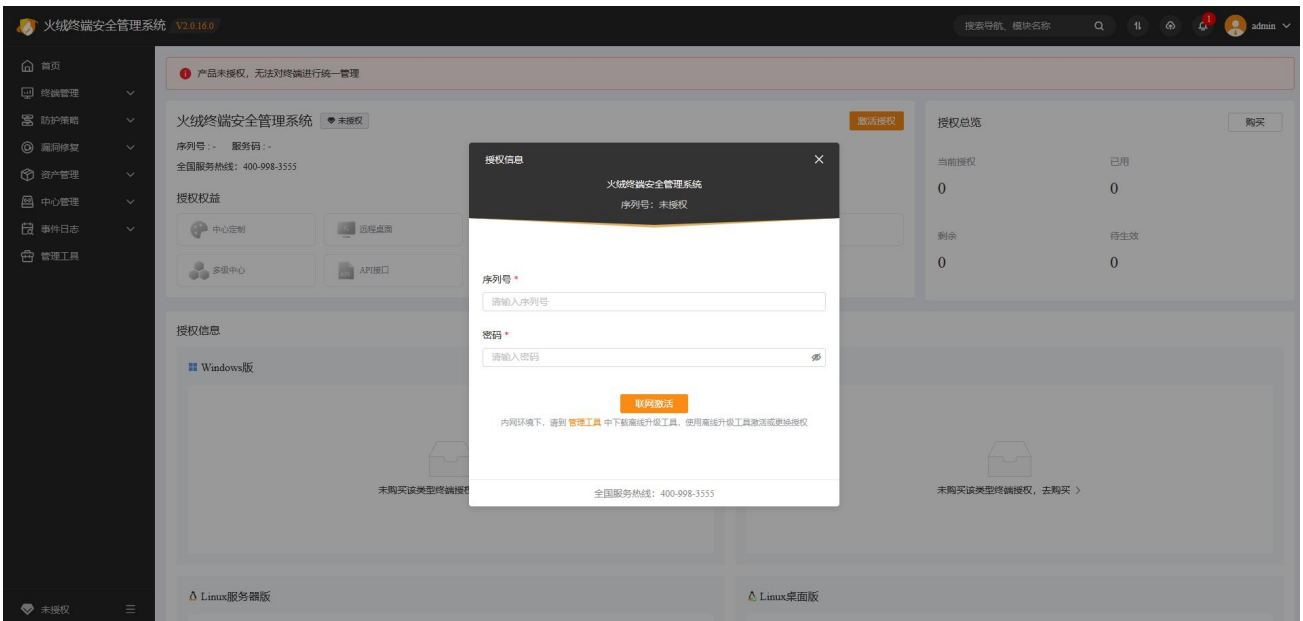 火绒终端安全管理系统 V2.0.16.0
搜索导航、模块名称
1
admin
首页
终端管理
防护策略
漏洞修复
资产管理
中心管理
事件日志
管理工具
未授权
产品未授权，无法对终端进行统一管理
火绒终端安全管理系统 未授权
激活授权
序列号：- 服务码：-
全国服务热线：400-998-3555
授权权益
中心定制
远程桌面
多级中心
API接口
授权总览
购买
当前授权
已用
0
0
剩余
待生效
0
0
授权信息
Windows版
未购买该类型终端授权
未购买该类型终端授权，去购买 >
Linux服务器版
Linux桌面版
授权信息
火绒终端安全管理系统
序列号：未授权
序列号 *
请输入序列号
密码 *
请输入密码
联网激活
内网环境下，请到 管理工具 中下载离线升级工具，使用离线升级工具激活或更换授权
全国服务热线：400-998-3555